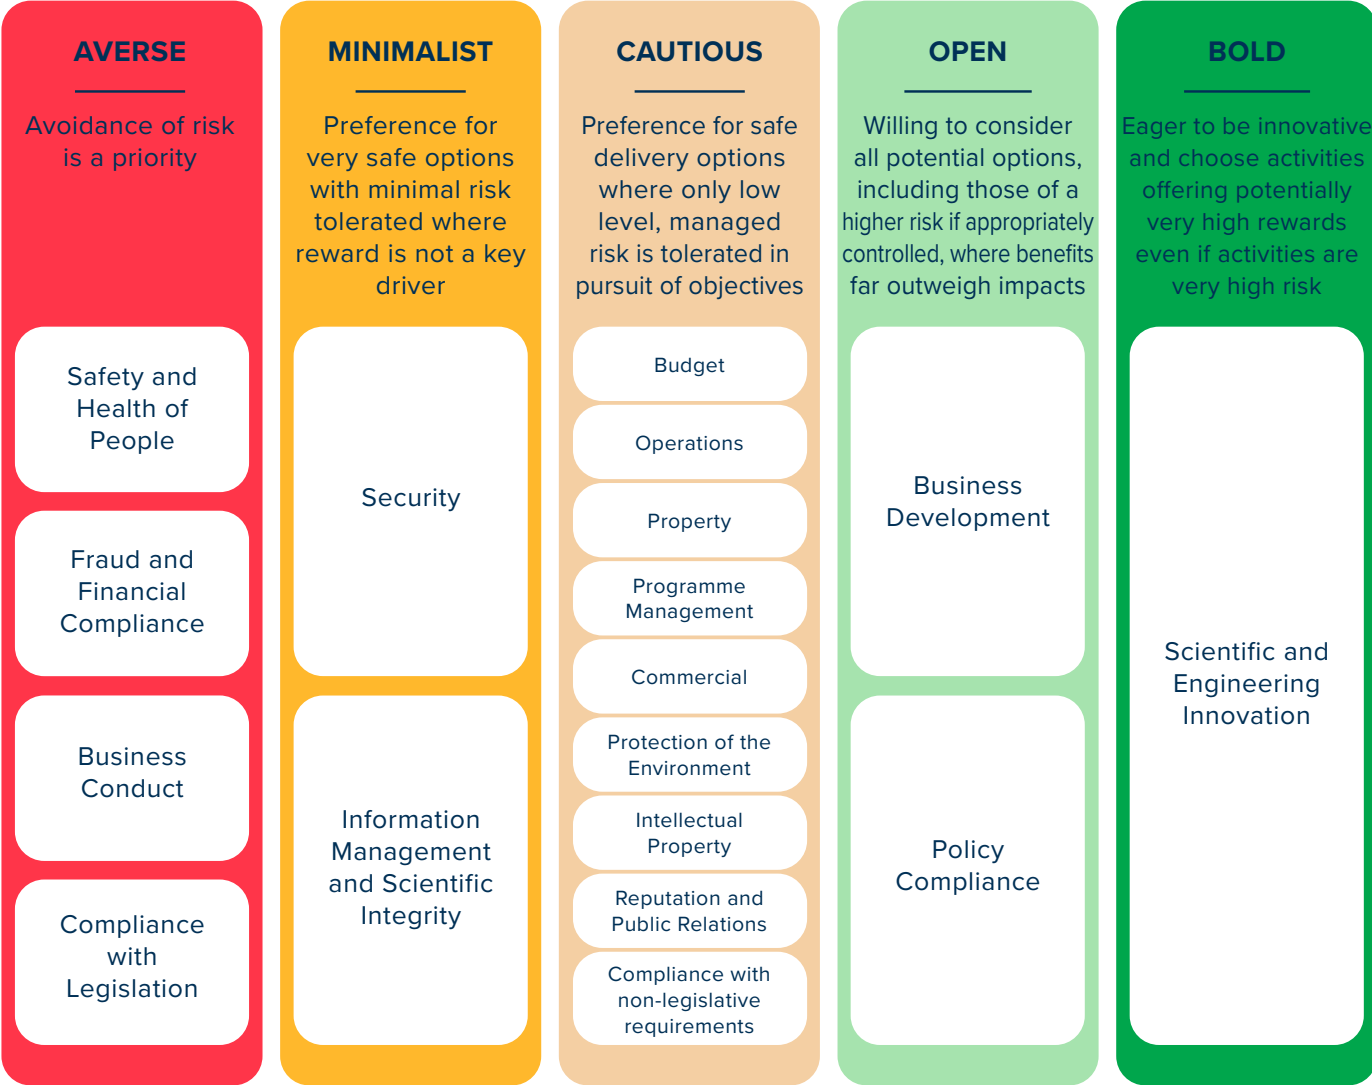 AVERSE
Avoidance of risk
is a priority
Safety and
Health of
People
Fraud and
Financial
Compliance
Business
Conduct
Compliance
with
Legislation
MINIMALIST
Preference for
very safe options
with minimal risk
tolerated where
reward is not a key
driver
Security
Information
Management
and Scientific
Integrity
CAUTIOUS
Preference for safe
delivery options
where only low
level, managed
risk is tolerated in
pursuit of objectives
Budget
Operations
Property
Programme
Management
Commercial
Protection of the
Environment
Intellectual
Property
Reputation and
Public Relations
Compliance with
non-legislative
requirements
OPEN
Willing to consider
all potential options,
including those of a
higher risk if appropriately
controlled, where benefits
far outweigh impacts
Business
Development
Policy
Compliance
BOLD
Eager to be innovative
and choose activities
offering potentially
very high rewards
even if activities are
very high risk
Scientific and
Engineering
Innovation